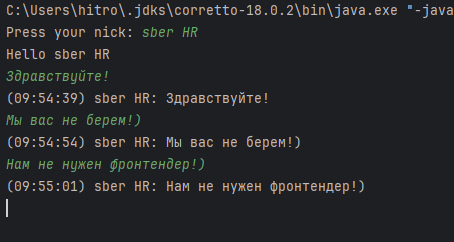 C:\Users\hitro\.jdks\corretto-18.0.2\bin\java.exe "-java
Press your nick: sber HR
Hello sber HR
Здравствуйте!
(09:54:39) sber HR: Здравствуйте!
Мы вас не берем!)
(09:54:54) sber HR: Мы вас не берем!)
Нам не нужен фронтендер!)
(09:55:01) sber HR: Нам не нужен фронтендер!)